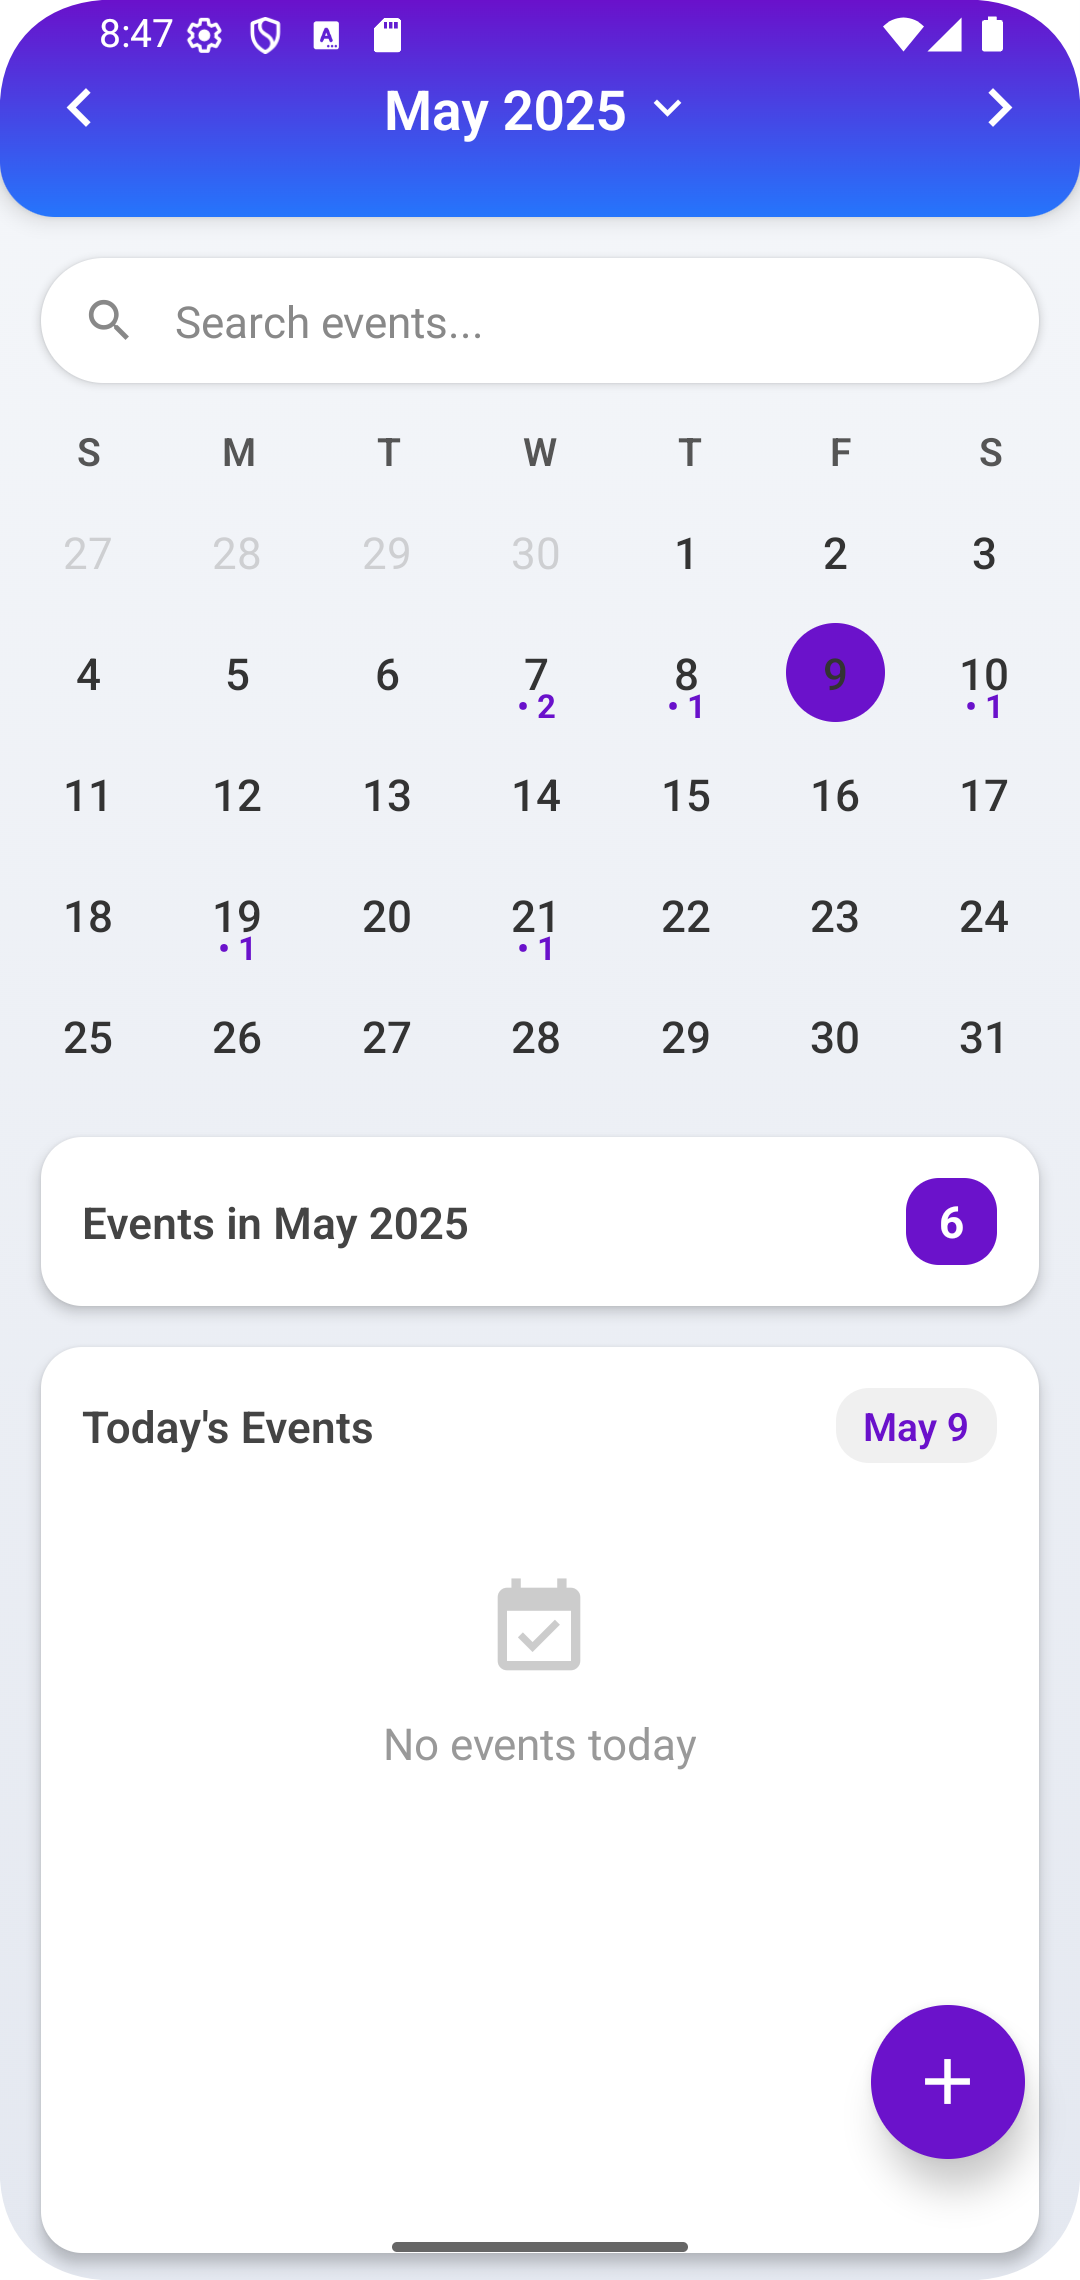 8:47
May 2025
Search events...
S M T W T F S
27 28 29 30 1 2 3
4 5 6 7 8 9 10
• 2 • 1 • 1
11 12 13 14 15 16 17
18 19 20 21 22 23 24
• 1 • 1
25 26 27 28 29 30 31
Events in May 2025 6
Today's Events May 9
No events today